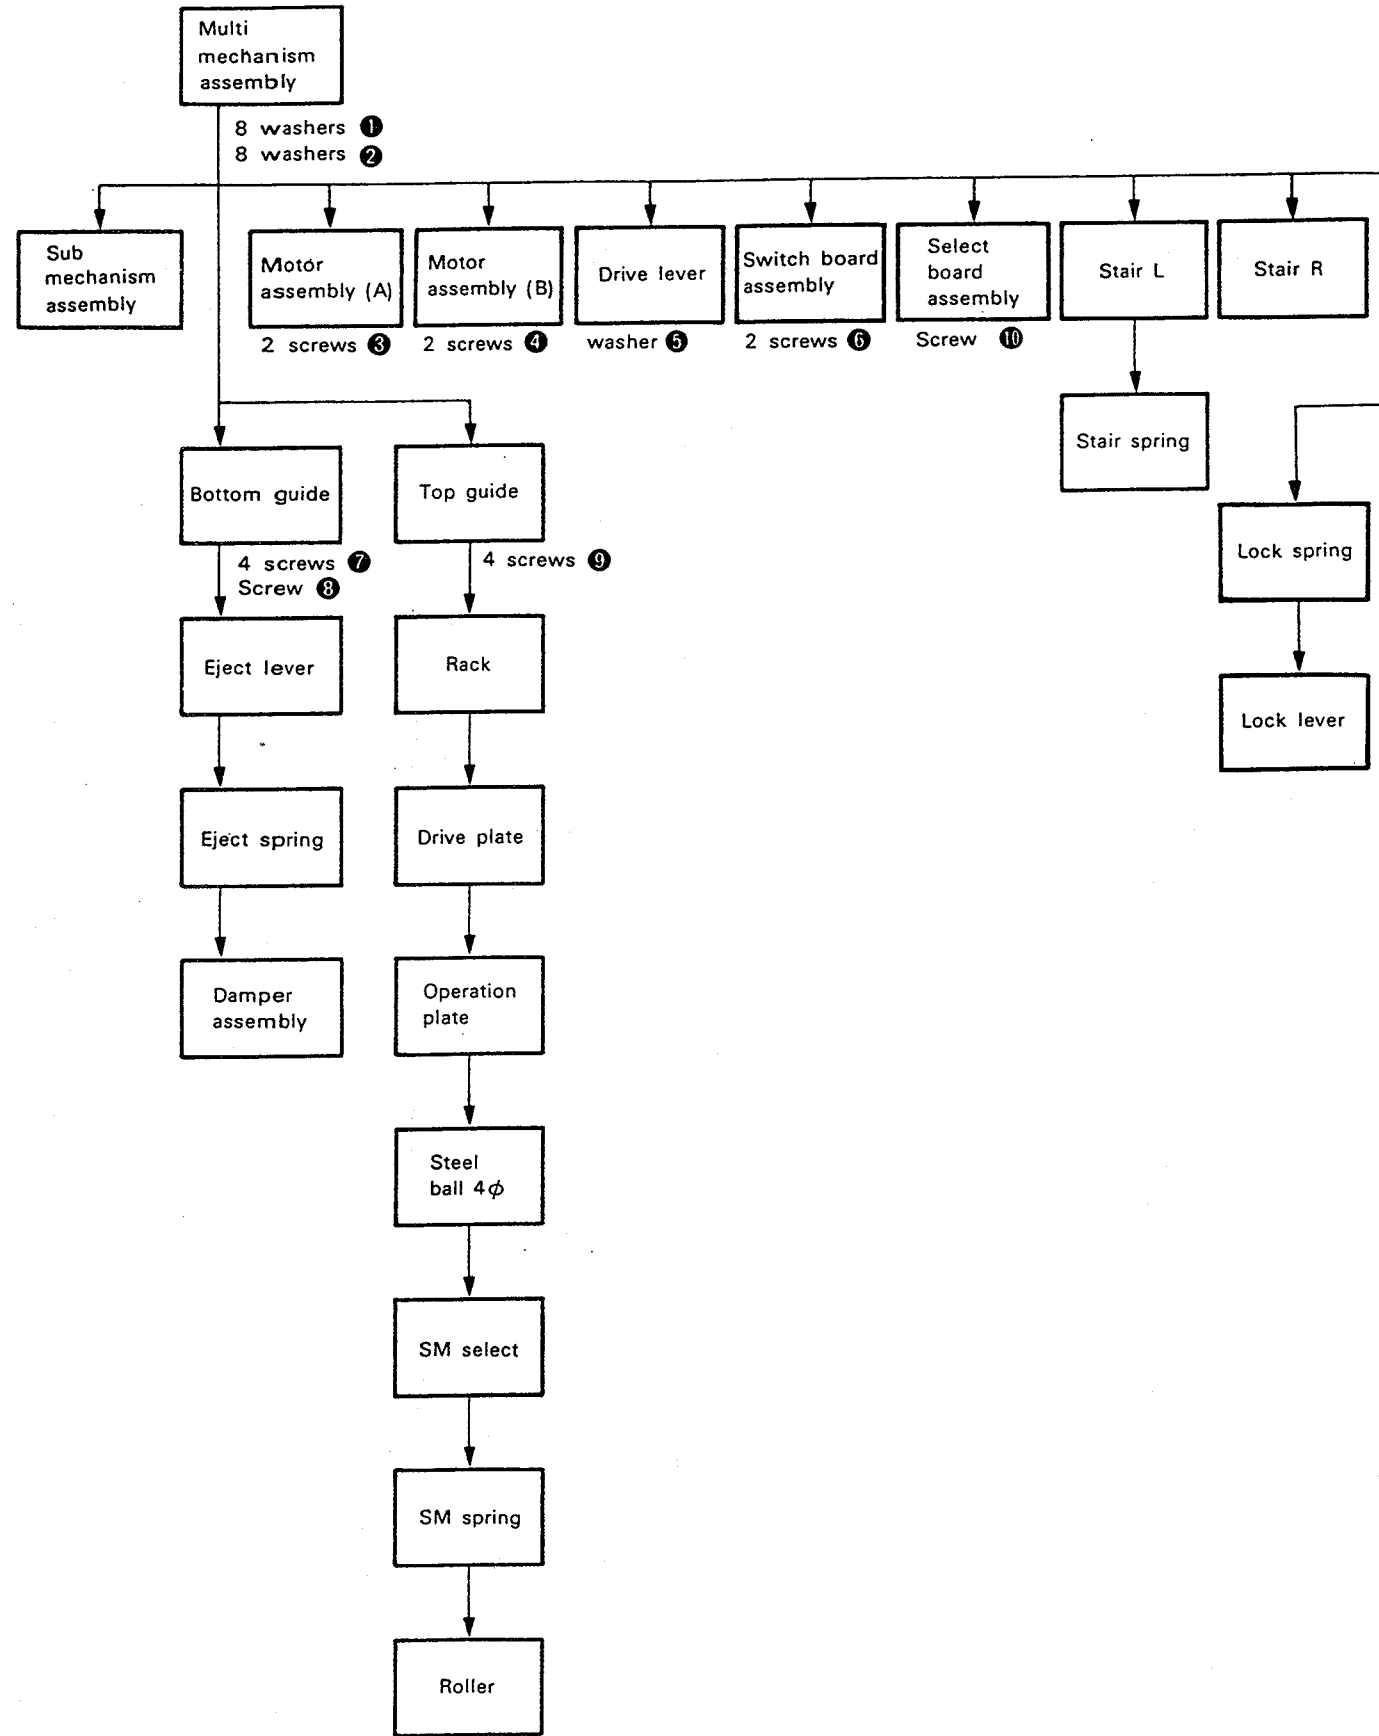 Multi
mechanism
assembly
8 washers ❶
8 washers ❷
Sub
mechanism
assembly
Motor
assembly (A)
2 screws ❸
Motor
assembly (B)
2 screws ❹
Drive lever
washer ❺
Switch board
assembly
2 screws ❻
Select
board
assembly
Screw ❿
Stair L
Stair R
Stair spring
Bottom guide
4 screws ❼
Screw ❽
Top guide
4 screws ❾
Lock spring
Lock lever
Eject lever
Rack
Eject spring
Drive plate
Damper
assembly
Operation
plate
Steel
ball 4ϕ
SM select
SM spring
Roller